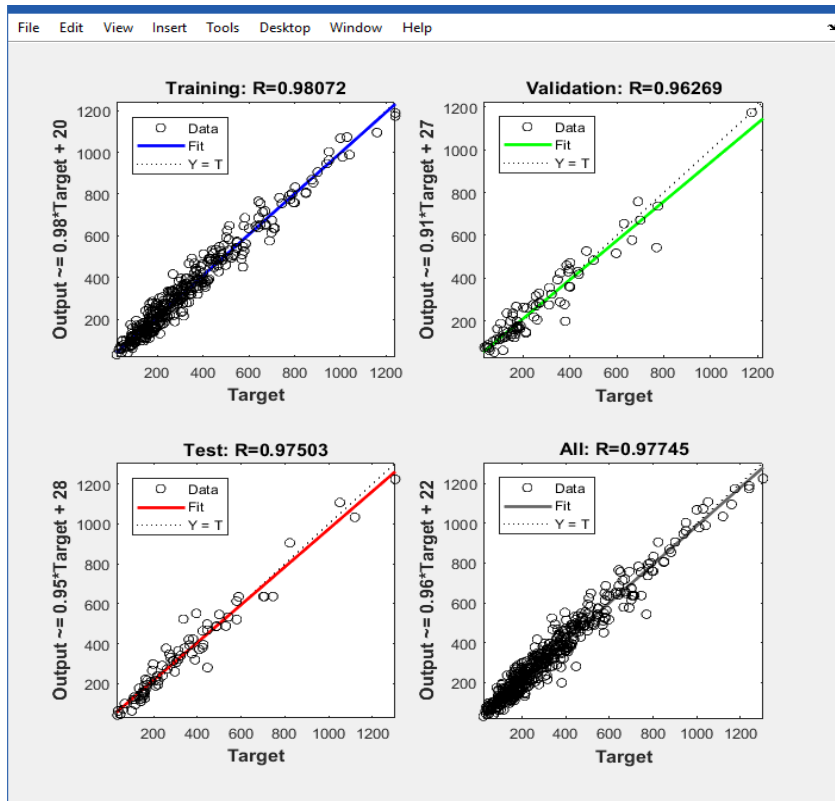 File Edit View Insert Tools Desktop Window Help
Training: R=0.98072
Output ~= 0.98*Target + 20
1200
1000
800
600
400
200
Data
Fit
Y = T
200 400 600 800 1000 1200
Target
Validation: R=0.96269
Output ~= 0.91*Target + 27
1200
1000
800
600
400
200
Data
Fit
Y = T
200 400 600 800 1000 1200
Target
Test: R=0.97503
Output ~= 0.95*Target + 28
1200
1000
800
600
400
200
Data
Fit
Y = T
200 400 600 800 1000 1200
Target
All: R=0.97745
Output ~= 0.96*Target + 22
1200
1000
800
600
400
200
Data
Fit
Y = T
200 400 600 800 1000 1200
Target